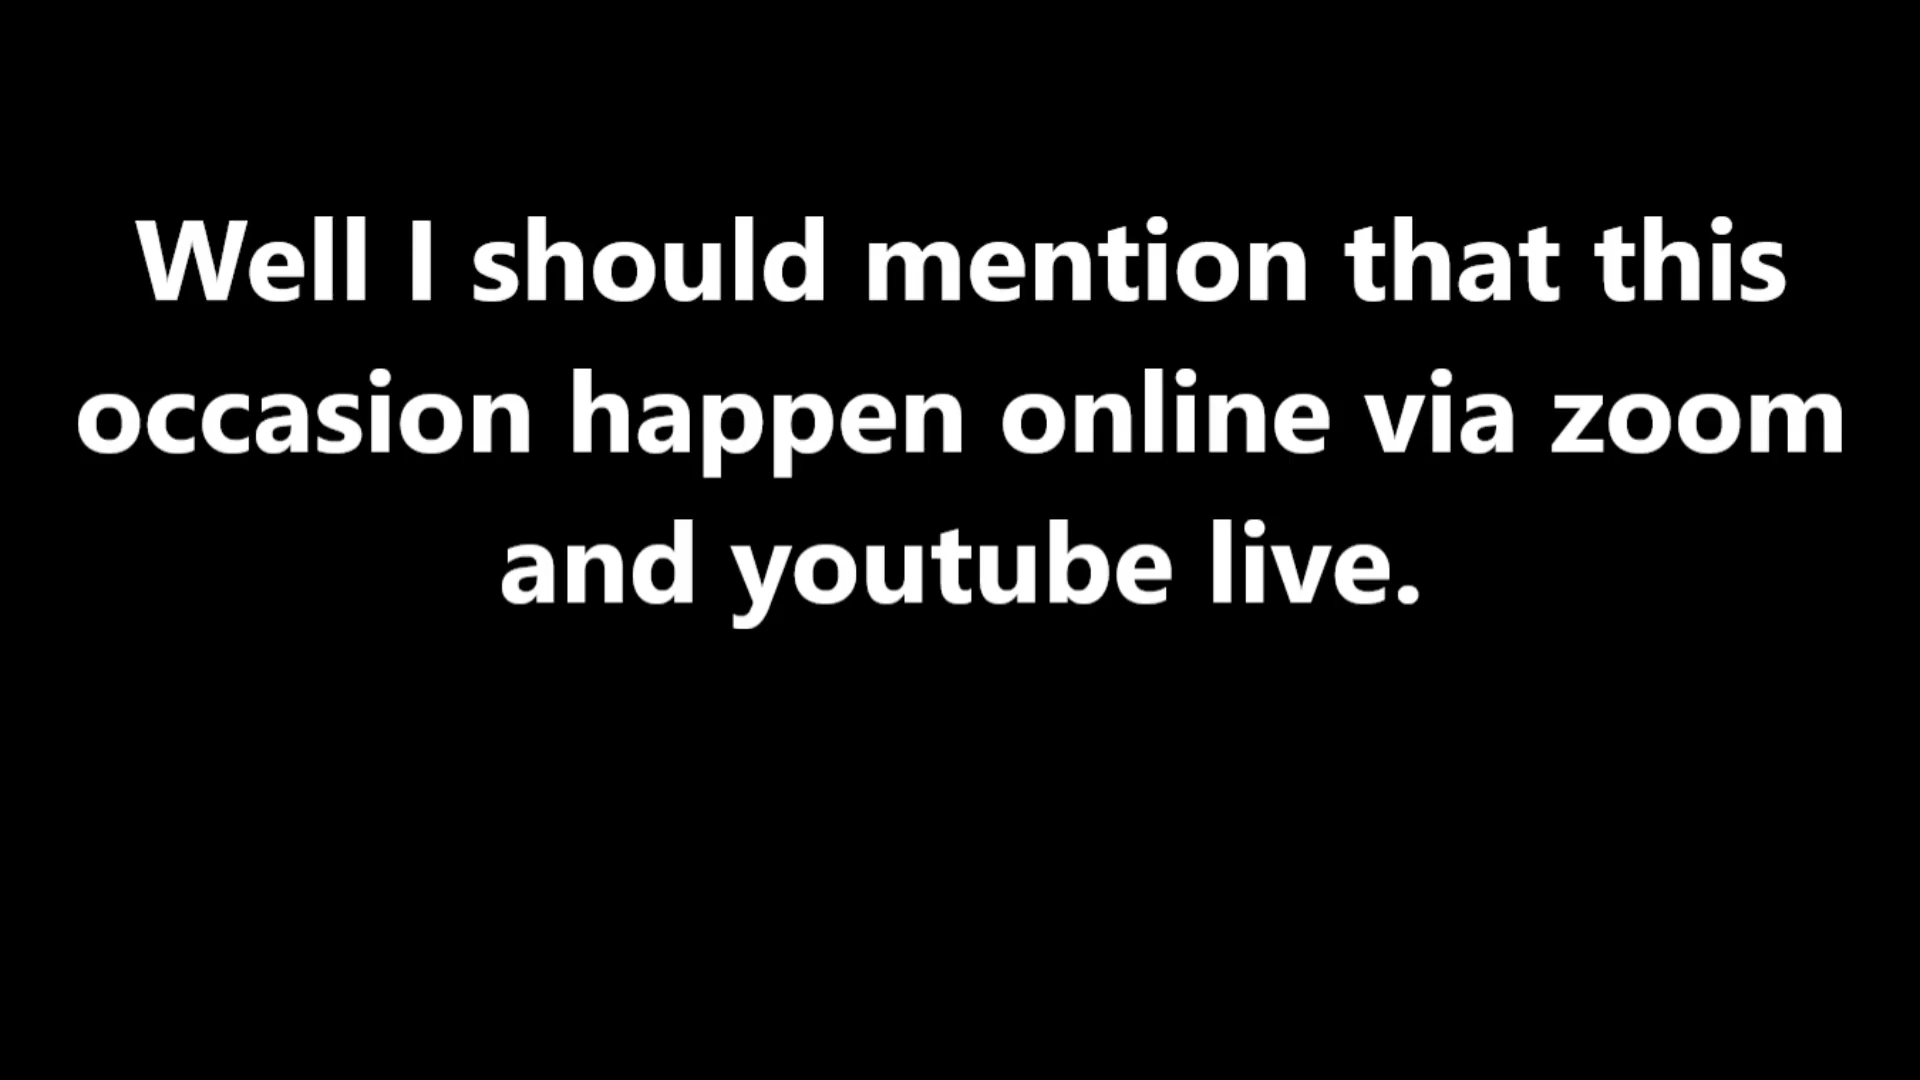 Well I should mention that this
occasion happen online via zoom
and youtube live.